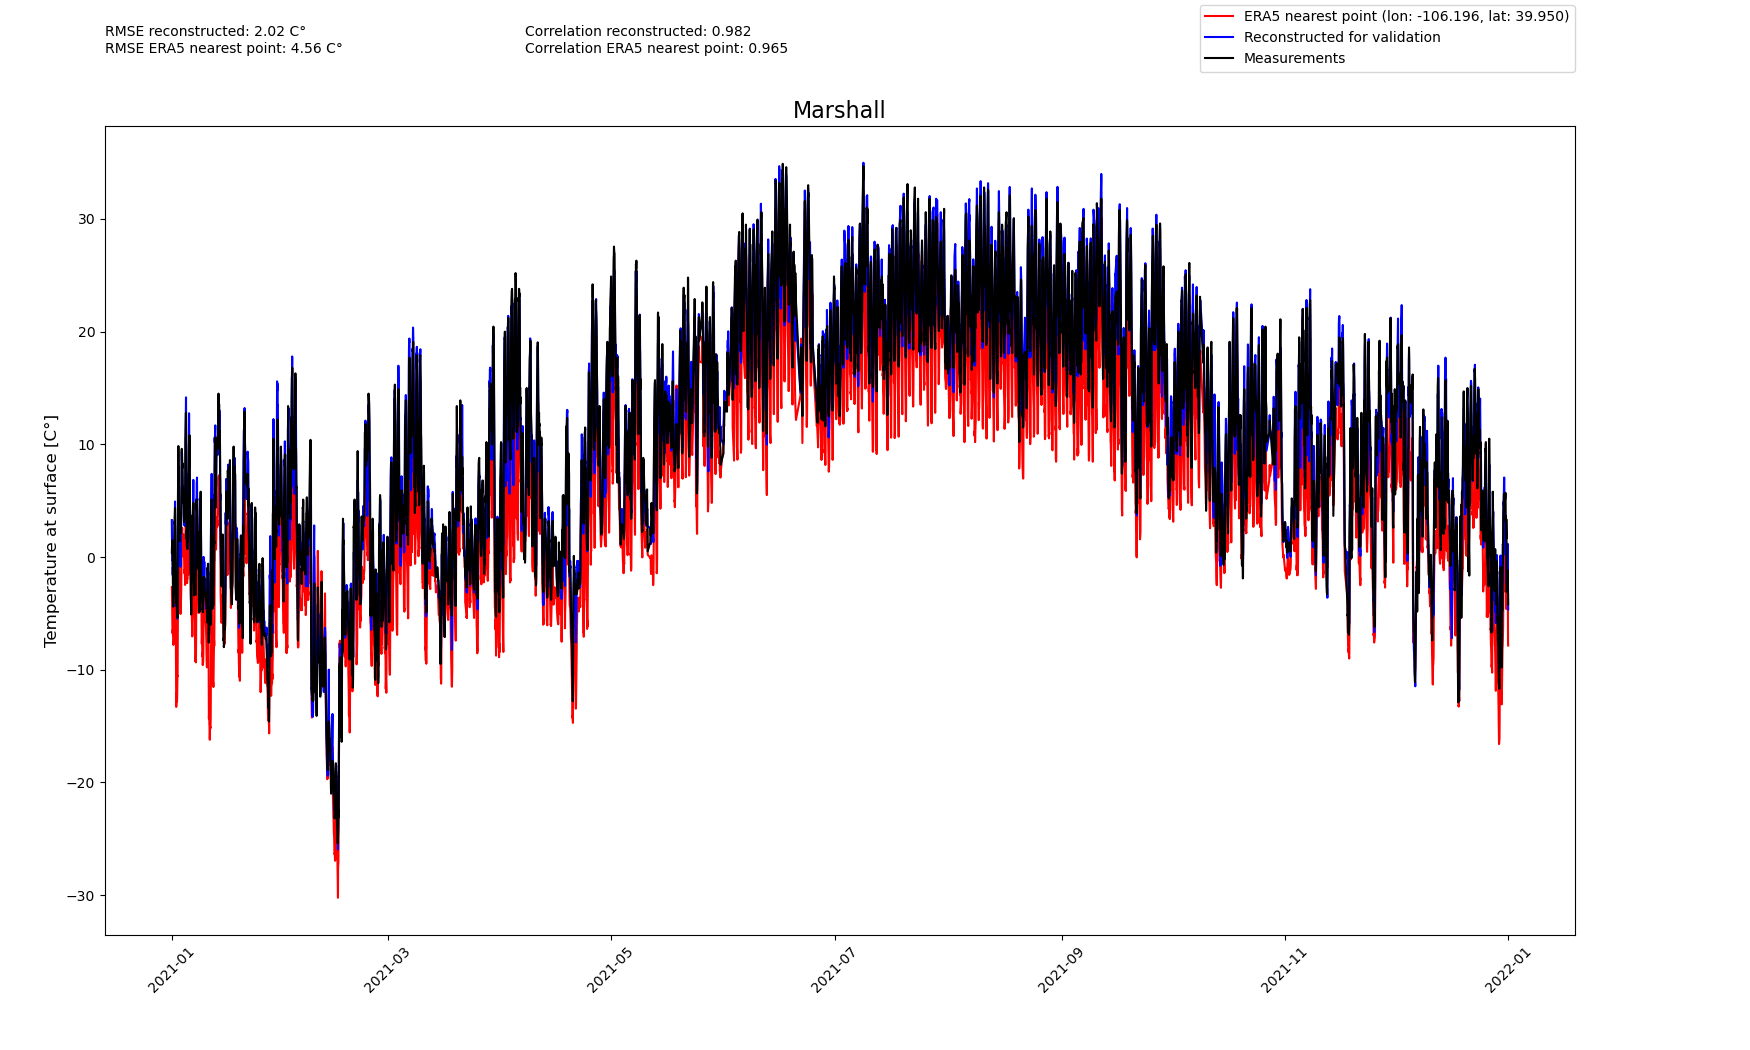 RMSE reconstructed: 2.02 C°
RMSE ERA5 nearest point: 4.56 C°
Correlation reconstructed: 0.982
Correlation ERA5 nearest point: 0.965
ERA5 nearest point (lon: -106.196, lat: 39.950)
Reconstructed for validation
Measurements
Marshall
Temperature at surface [C°]
30
20
10
0
−10
−20
−30
2021-01
2021-03
2021-05
2021-07
2021-09
2021-11
2022-01